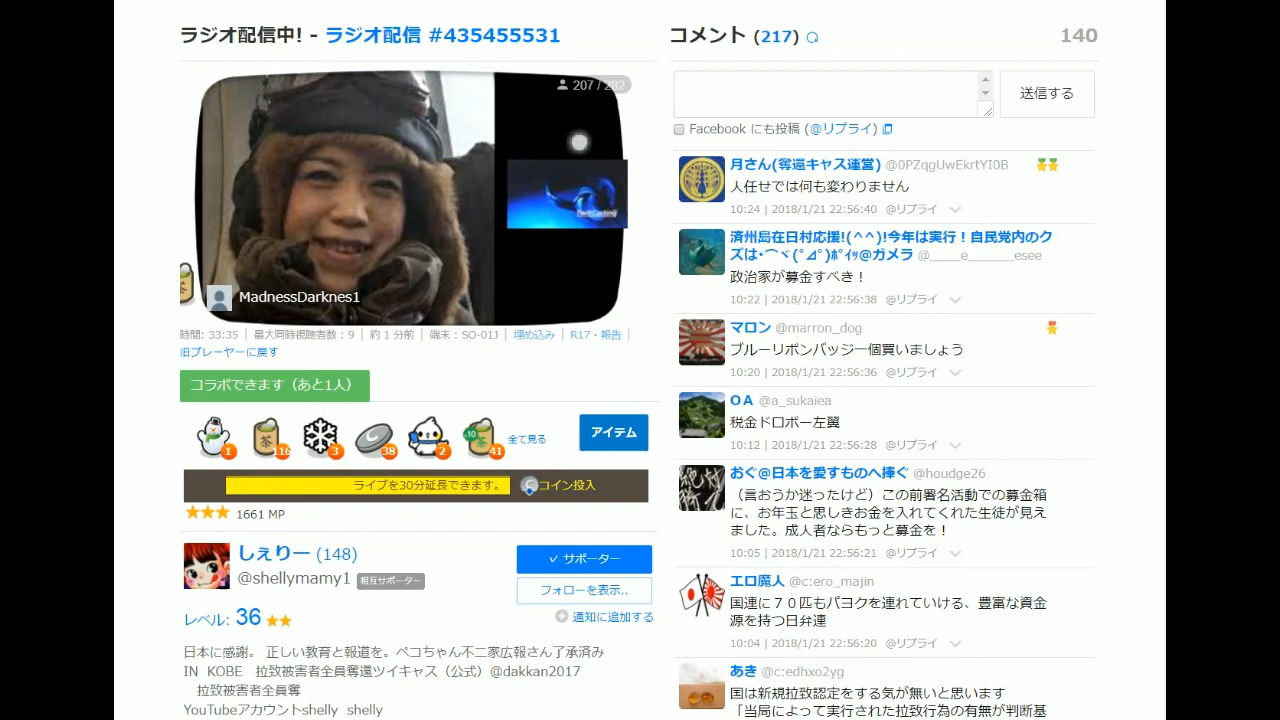 ラジオ配信中! - ラジオ配信 #435455531
207 / 282
MadnessDarknes1
時間: 33:35 | 最大同時視聴者数 : 9 | 約 1 分前 | 端末 : SO-01J | 埋め込み | R17・報告 |
旧プレーヤーに戻す
コラボできます（あと1人）
茶
+10
茶
1
116
3
38
2
41
全て見る
アイテム
ライブを30分延長できます。
C コイン投入
1661 MP
しぇりー (148)
@shellymamy1 相互サポーター
✓ サポーター
フォローを表示..
通知に追加する
レベル: 36
日本に感謝。 正しい教育と報道を。ペコちゃん不二家広報さん了承済み
IN KOBE 拉致被害者全員奪還ツイキャス（公式）@dakkan2017
拉致被害者全員奪
YouTubeアカウントshelly shelly
コメント (217)
140
送信する
Facebook にも投稿 (@リプライ)
月さん(奪還キャス運営) @0PZqgUwEkrtYI0B
人任せでは何も変わりません
10:24 | 2018/1/21 22:56:40 @リプライ
済州島在日村応援!(^^)!今年は実行！自民党内のク
ズは･⌒ヾ(ﾟ⊿ﾟ)ﾎﾟｲｯ@ガメラ @____e______esee
政治家が募金すべき！
10:22 | 2018/1/21 22:56:38 @リプライ
マロン @marron_dog
ブルーリボンバッジ一個買いましょう
10:20 | 2018/1/21 22:56:36 @リプライ
O A @a_sukaiea
税金ドロボー左翼
10:12 | 2018/1/21 22:56:28 @リプライ
おぐ@日本を愛すものへ捧ぐ @houdge26
（言おうか迷ったけど）この前署名活動での募金箱
に、お年玉と思しきお金を入れてくれた生徒が見え
ました。成人者ならもっと募金を！
10:05 | 2018/1/21 22:56:21 @リプライ
エロ魔人 @c:ero_majin
国連に７０匹もパヨクを連れていける、豊富な資金
源を持つ日弁連
10:04 | 2018/1/21 22:56:20 @リプライ
あき @c:edhxo2yg
国は新規拉致認定をする気が無いと思います
「当局によって実行された拉致行為の有無が判断基